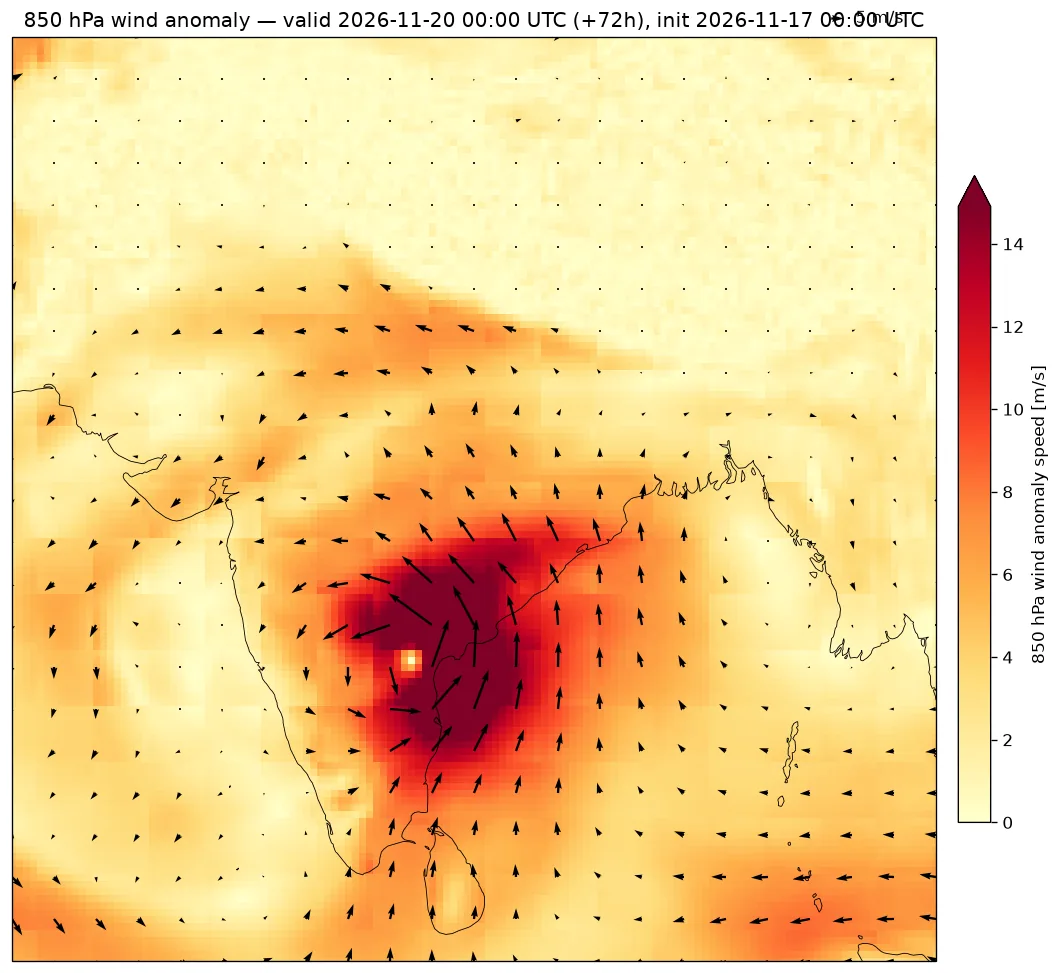 850 hPa wind anomaly — valid 2026-11-20 00:00 UTC (+72h), init 2026-11-17 00:00 UTC
5 m/s
14
12
10
8
6
4
2
0
850 hPa wind anomaly speed [m/s]